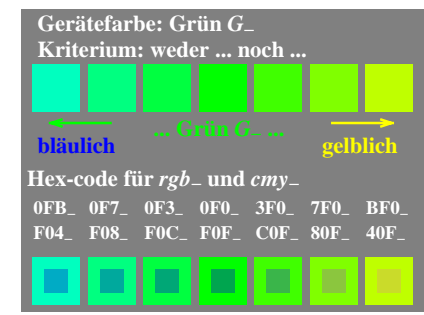 Gerätefarbe: Grün G_
Kriterium: weder ... noch ...
... Grün G_ ...
bläulich gelblich
Hex-code für rgb_ und cmy_
0FB_ 0F7_ 0F3_ 0F0_ 3F0_ 7F0_ BF0_
F04_ F08_ F0C_ F0F_ C0F_ 80F_ 40F_